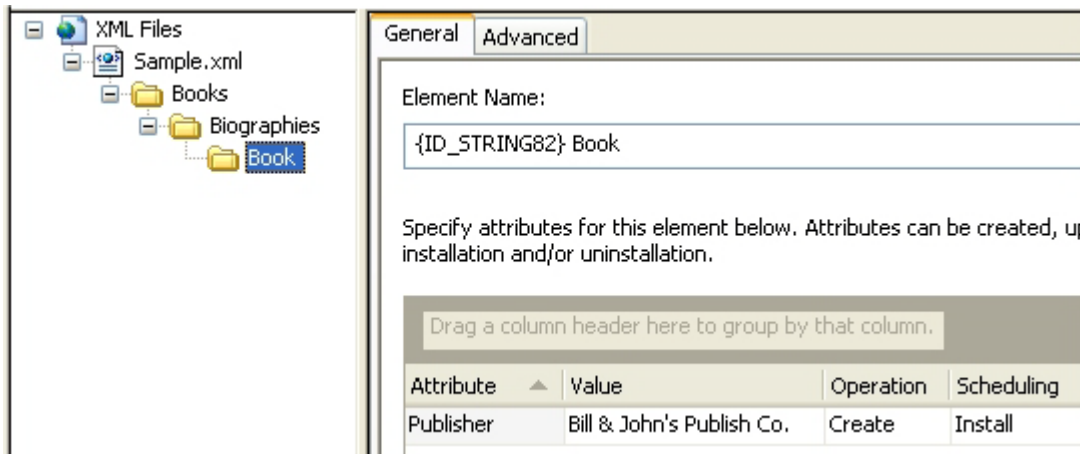 XML Files
Sample.xml
Books
Biographies
Book
General Advanced
Element Name:
{ID_STRING82} Book
Specify attributes for this element below. Attributes can be created, u
installation and/or uninstallation.
Drag a column header here to group by that column.
Attribute Value Operation Scheduling
Publisher Bill & John's Publish Co. Create Install